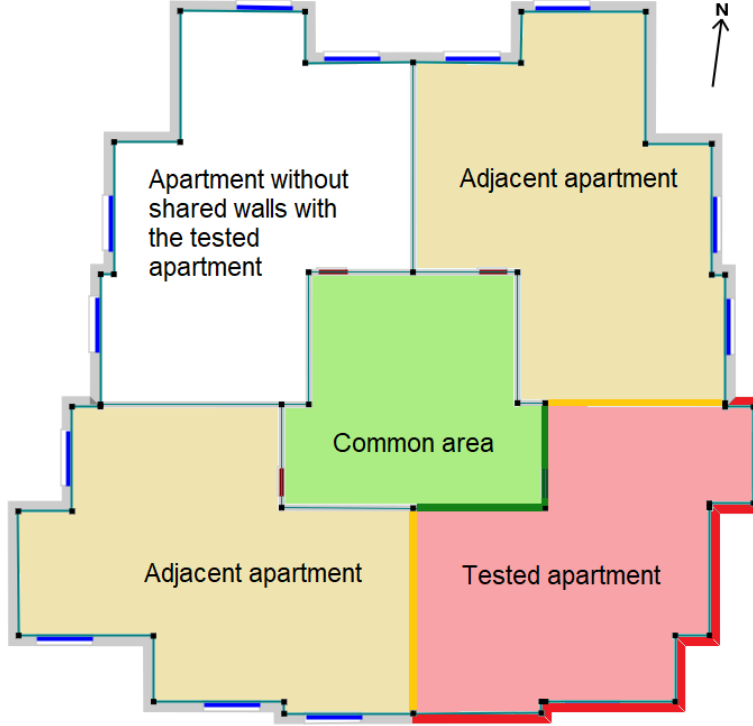 N
Apartment without
shared walls with
the tested
apartment
Adjacent apartment
Common area
Adjacent apartment
Tested apartment